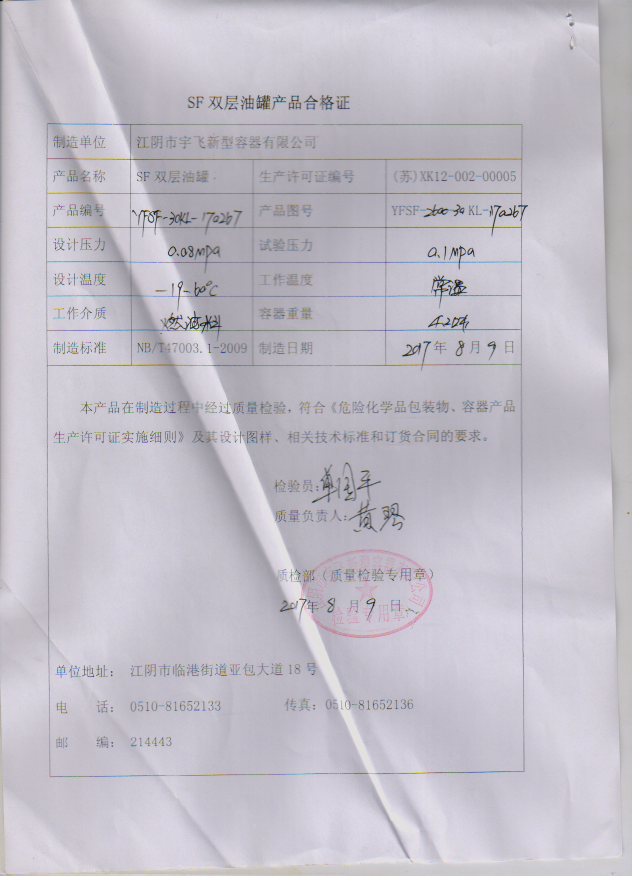 SF 双层油罐产品合格证
制造单位 江阴市宇飞新型容器有限公司
产品名称 SF 双层油罐 生产许可证编号 (苏)XK12-002-00005
产品编号 YFSF-30KL-170267 产品图号 YFSF-2600-30KL-170267
设计压力 0.08MPa 试验压力 0.1MPa
设计温度 -19-60℃ 工作温度 常温
工作介质 燃油料 容器重量
制造标准 NB/T47003.1-2009 制造日期 2017年 8月 9日
本产品在制造过程中经过质量检验，符合《危险化学品包装物、容器产品
生产许可证实施细则》及其设计图样、相关技术标准和订货合同的要求。
检验员：
质量负责人：
质检部（质量检验专用章）
2017年 8月 9日
检验专用章
单位地址： 江阴市临港街道亚包大道 18 号
电 话： 0510-81652133 传真：0510-81652136
邮 编： 214443